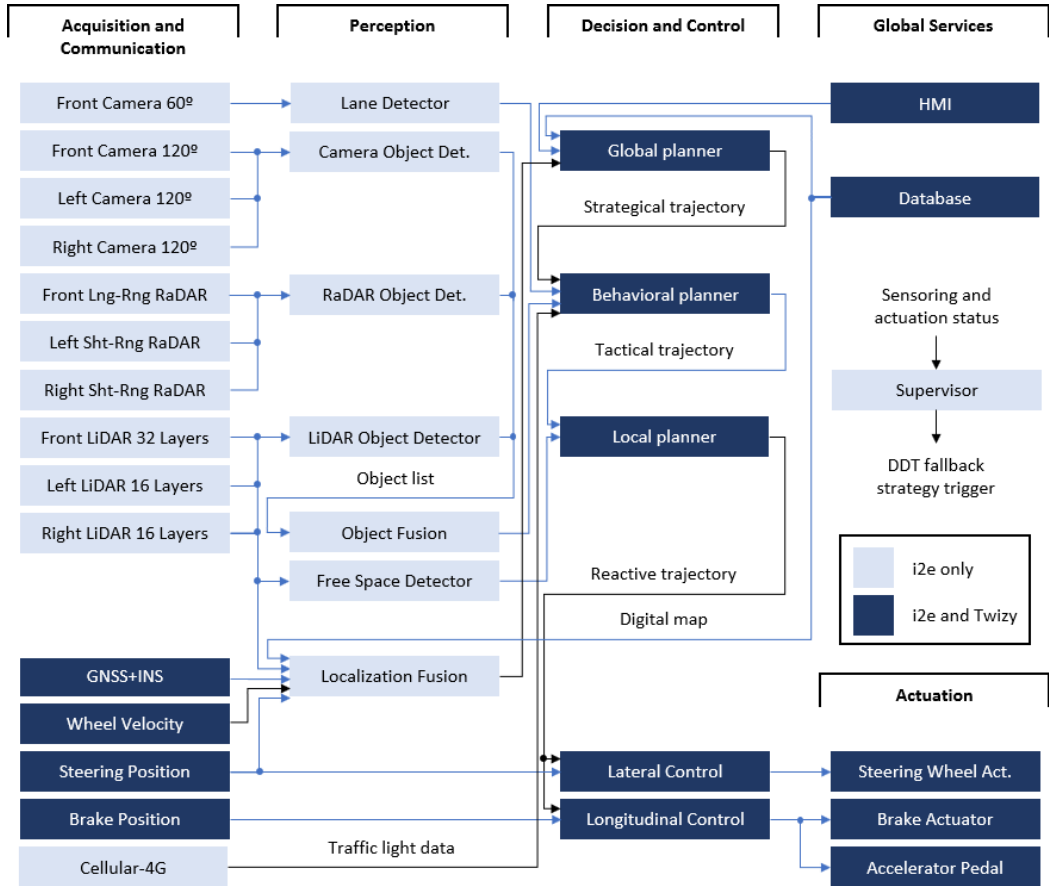 Acquisition and
Communication
Perception
Decision and Control
Global Services
Front Camera 60º
Lane Detector
HMI
Front Camera 120º
Camera Object Det.
Global planner
Left Camera 120º
Strategical trajectory
Database
Right Camera 120º
Front Lng-Rng RaDAR
RaDAR Object Det.
Behavioral planner
Sensoring and
actuation status
Left Sht-Rng RaDAR
Tactical trajectory
Right Sht-Rng RaDAR
Supervisor
Front LiDAR 32 Layers
LiDAR Object Detector
Local planner
Object list
DDT fallback
strategy trigger
Left LiDAR 16 Layers
Right LiDAR 16 Layers
Object Fusion
Free Space Detector
Reactive trajectory
i2e only
Digital map
i2e and Twizy
GNSS+INS
Localization Fusion
Actuation
Wheel Velocity
Steering Position
Lateral Control
Steering Wheel Act.
Brake Position
Longitudinal Control
Brake Actuator
Traffic light data
Cellular-4G
Accelerator Pedal